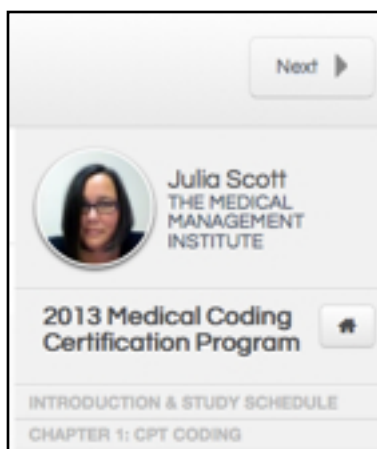 Next
Julia Scott
THE MEDICAL
MANAGEMENT
INSTITUTE
2013 Medical Coding
Certification Program
INTRODUCTION & STUDY SCHEDULE
CHAPTER 1: CPT CODING